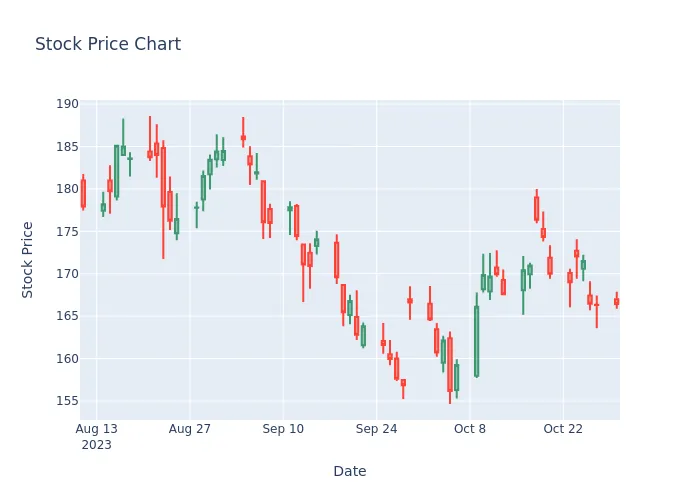 Stock Price Chart
190
185
180
175
170
165
160
155
Stock Price
Aug 13
2023
Aug 27
Sep 10
Sep 24
Oct 8
Oct 22
Date